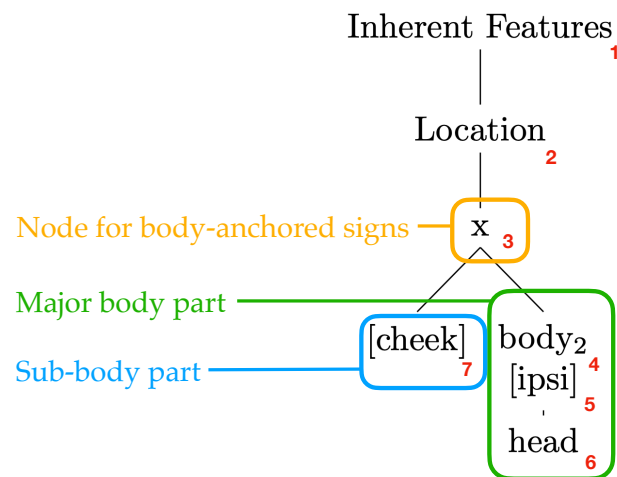 Inherent Features
1
Location
2
Node for body-anchored signs
x 3
Major body part
[cheek] 7
body₂ 4
[ipsi] 5
head 6
Sub-body part